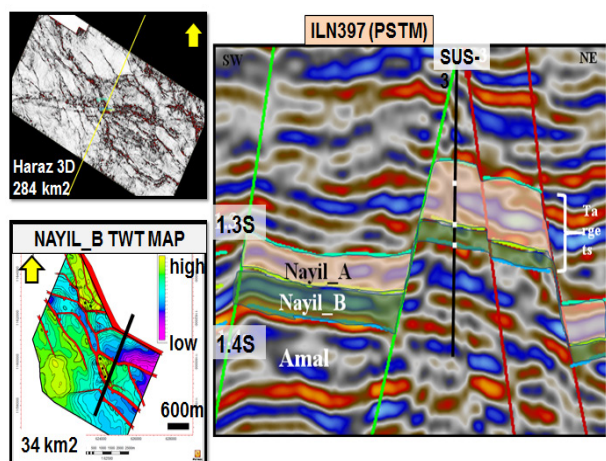 Haraz 3D
284 km2
NAYIL_B TWT MAP
high
low
600m
34 km2
ILN397 (PSTM)
SW
SUS-
3
NE
1.3S
Nayil_A
Nayil_B
1.4S
Amal
Ta
rge
ts